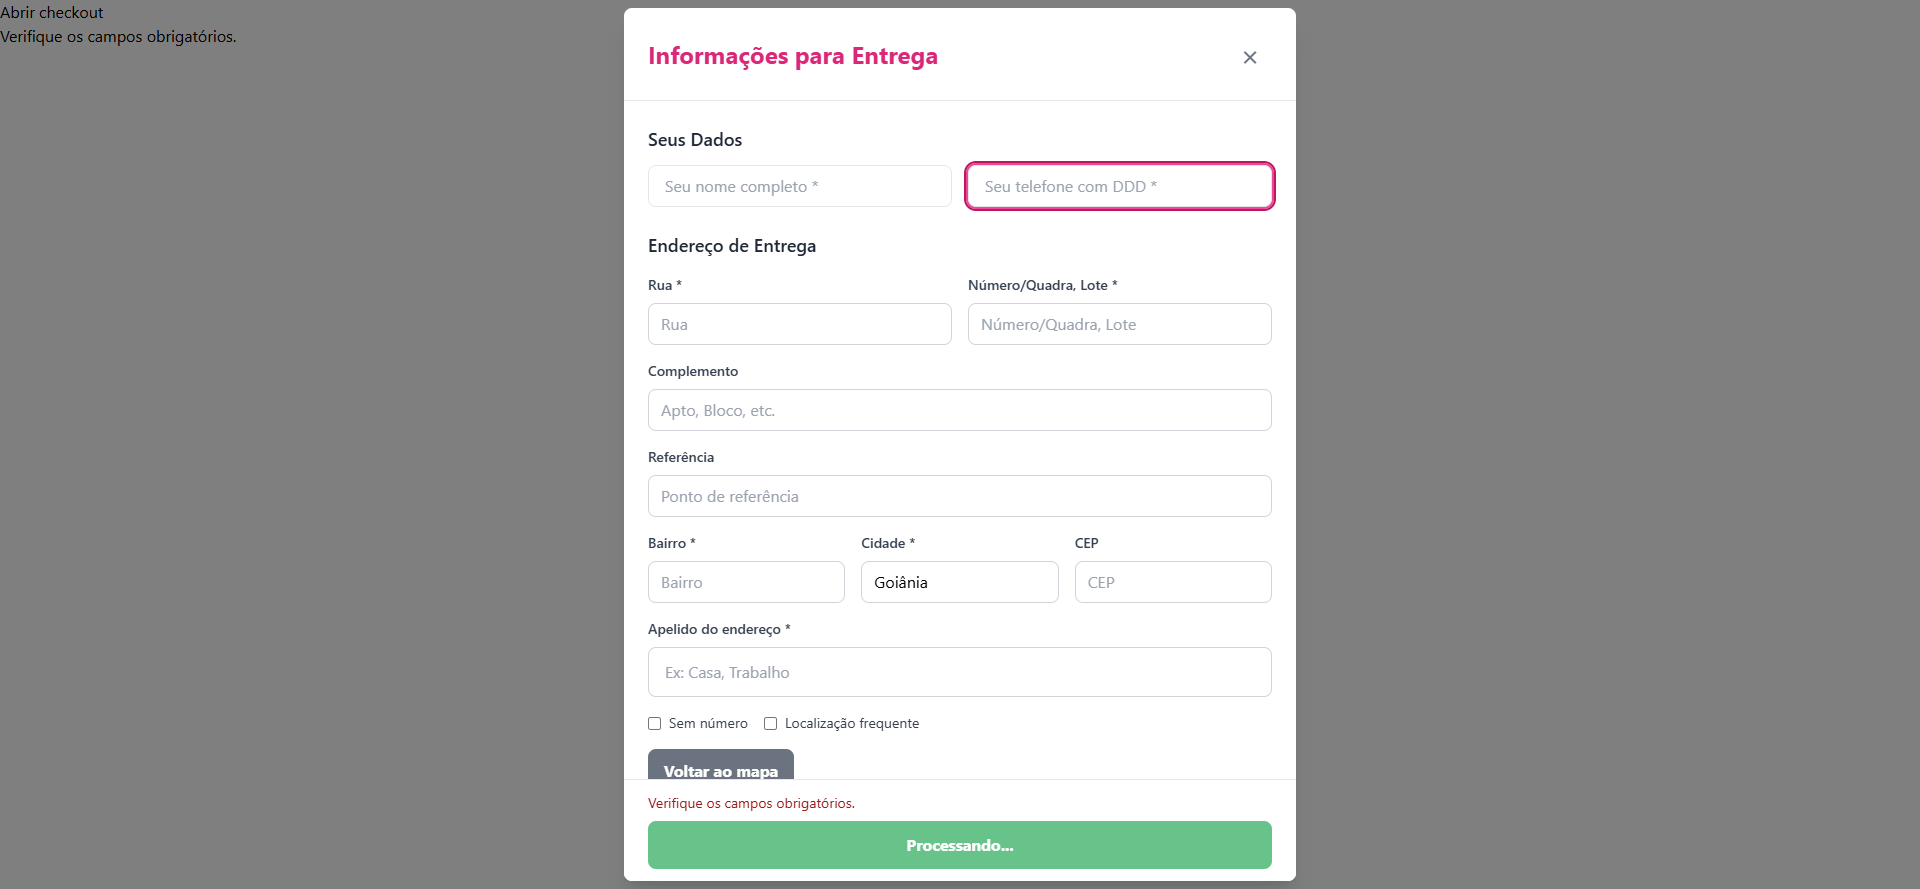 Abrir checkout
Verifique os campos obrigatórios.
Informações para Entrega
Seus Dados
Seu nome completo *
Seu telefone com DDD *
Endereço de Entrega
Rua *
Número/Quadra, Lote *
Rua
Número/Quadra, Lote
Complemento
Apto, Bloco, etc.
Referência
Ponto de referência
Bairro *
Cidade *
CEP
Bairro
Goiânia
CEP
Apelido do endereço *
Ex: Casa, Trabalho
Sem número
Localização frequente
Voltar ao mapa
Verifique os campos obrigatórios.
Processando...